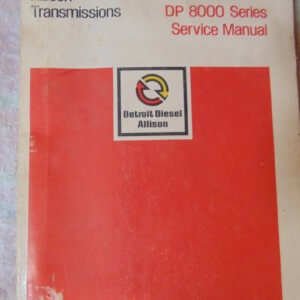 Transmissions
DP 8000 Series
Service Manual
Detroit Diesel
Allison